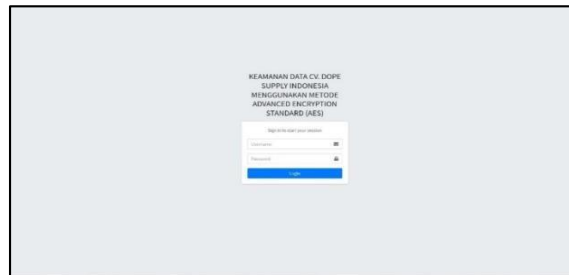 KEAMANAN DATA CV. DOPE
SUPPLY INDONESIA
MENGGUNAKAN METODE
ADVANCED ENCRYPTION
STANDARD (AES)
Sign in to start your session
Username
Password
Login